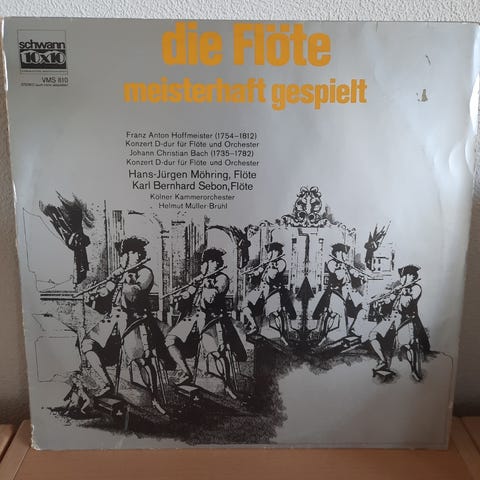 schwann
10x10
VMS 810
die Flöte
meisterhaft gespielt
Franz Anton Hoffmeister (1754-1812)
Konzert D-dur für Flöte und Orchester
Johann Christian Bach (1735-1782)
Konzert D-dur für Flöte und Orchester
Hans-Jürgen Möhring, Flöte
Karl Bernhard Sebon, Flöte
Kölner Kammerorchester
Helmut Müller-Brühl